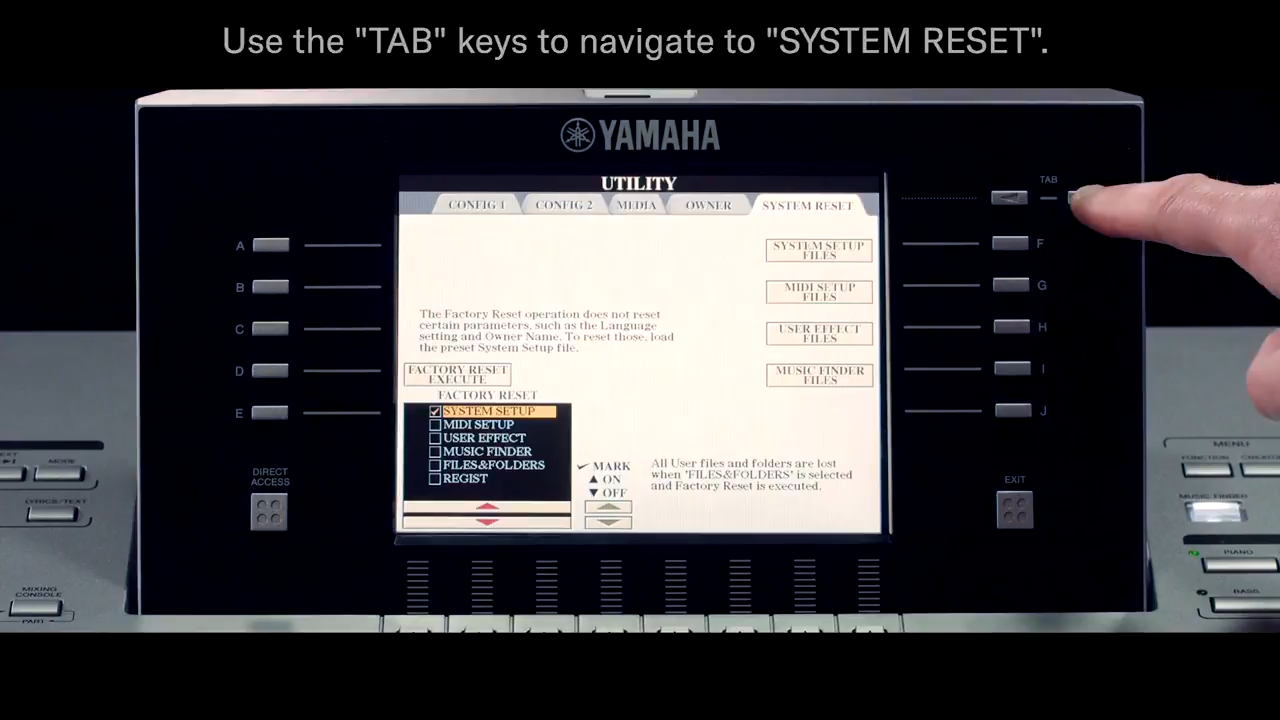 Use the "TAB" keys to navigate to "SYSTEM RESET".
YAMAHA
UTILITY
CONFIG 1
CONFIG 2
MEDIA
OWNER
SYSTEM RESET
TAB
A
B
C
D
E
F
G
H
I
J
SYSTEM SETUP
FILES
MIDI SETUP
FILES
USER EFFECT
FILES
MUSIC FINDER
FILES
The Factory Reset operation does not reset
certain parameters, such as the Language
setting and Owner Name. To reset those, load
the preset System Setup file.
FACTORY RESET
EXECUTE
FACTORY RESET
SYSTEM SETUP
MIDI SETUP
USER EFFECT
MUSIC FINDER
FILES&FOLDERS
REGIST
MARK
▲ ON
▼ OFF
All User files and folders are lost
when 'FILES&FOLDERS' is selected
and Factory Reset is executed.
DIRECT
ACCESS
EXIT
MODE
LYRICS/TEXT
MIXING
CONSOLE
PART
MENU
FUNCTION
MUSIC FINDER
PIANO
BASS